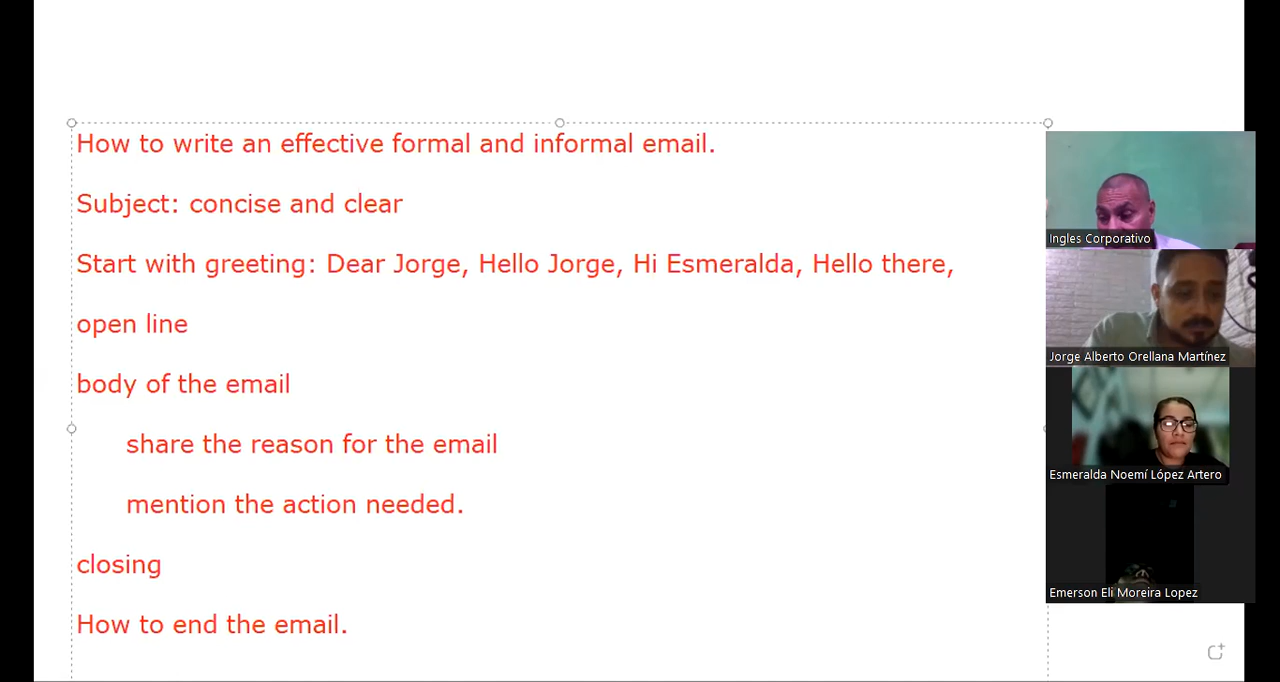 How to write an effective formal and informal email.
Subject: concise and clear
Start with greeting: Dear Jorge, Hello Jorge, Hi Esmeralda, Hello there,
open line
body of the email
share the reason for the email
mention the action needed.
closing
How to end the email.
Ingles Corporativo
Jorge Alberto Orellana Martínez
Esmeralda Noemí López Artero
Emerson Eli Moreira Lopez